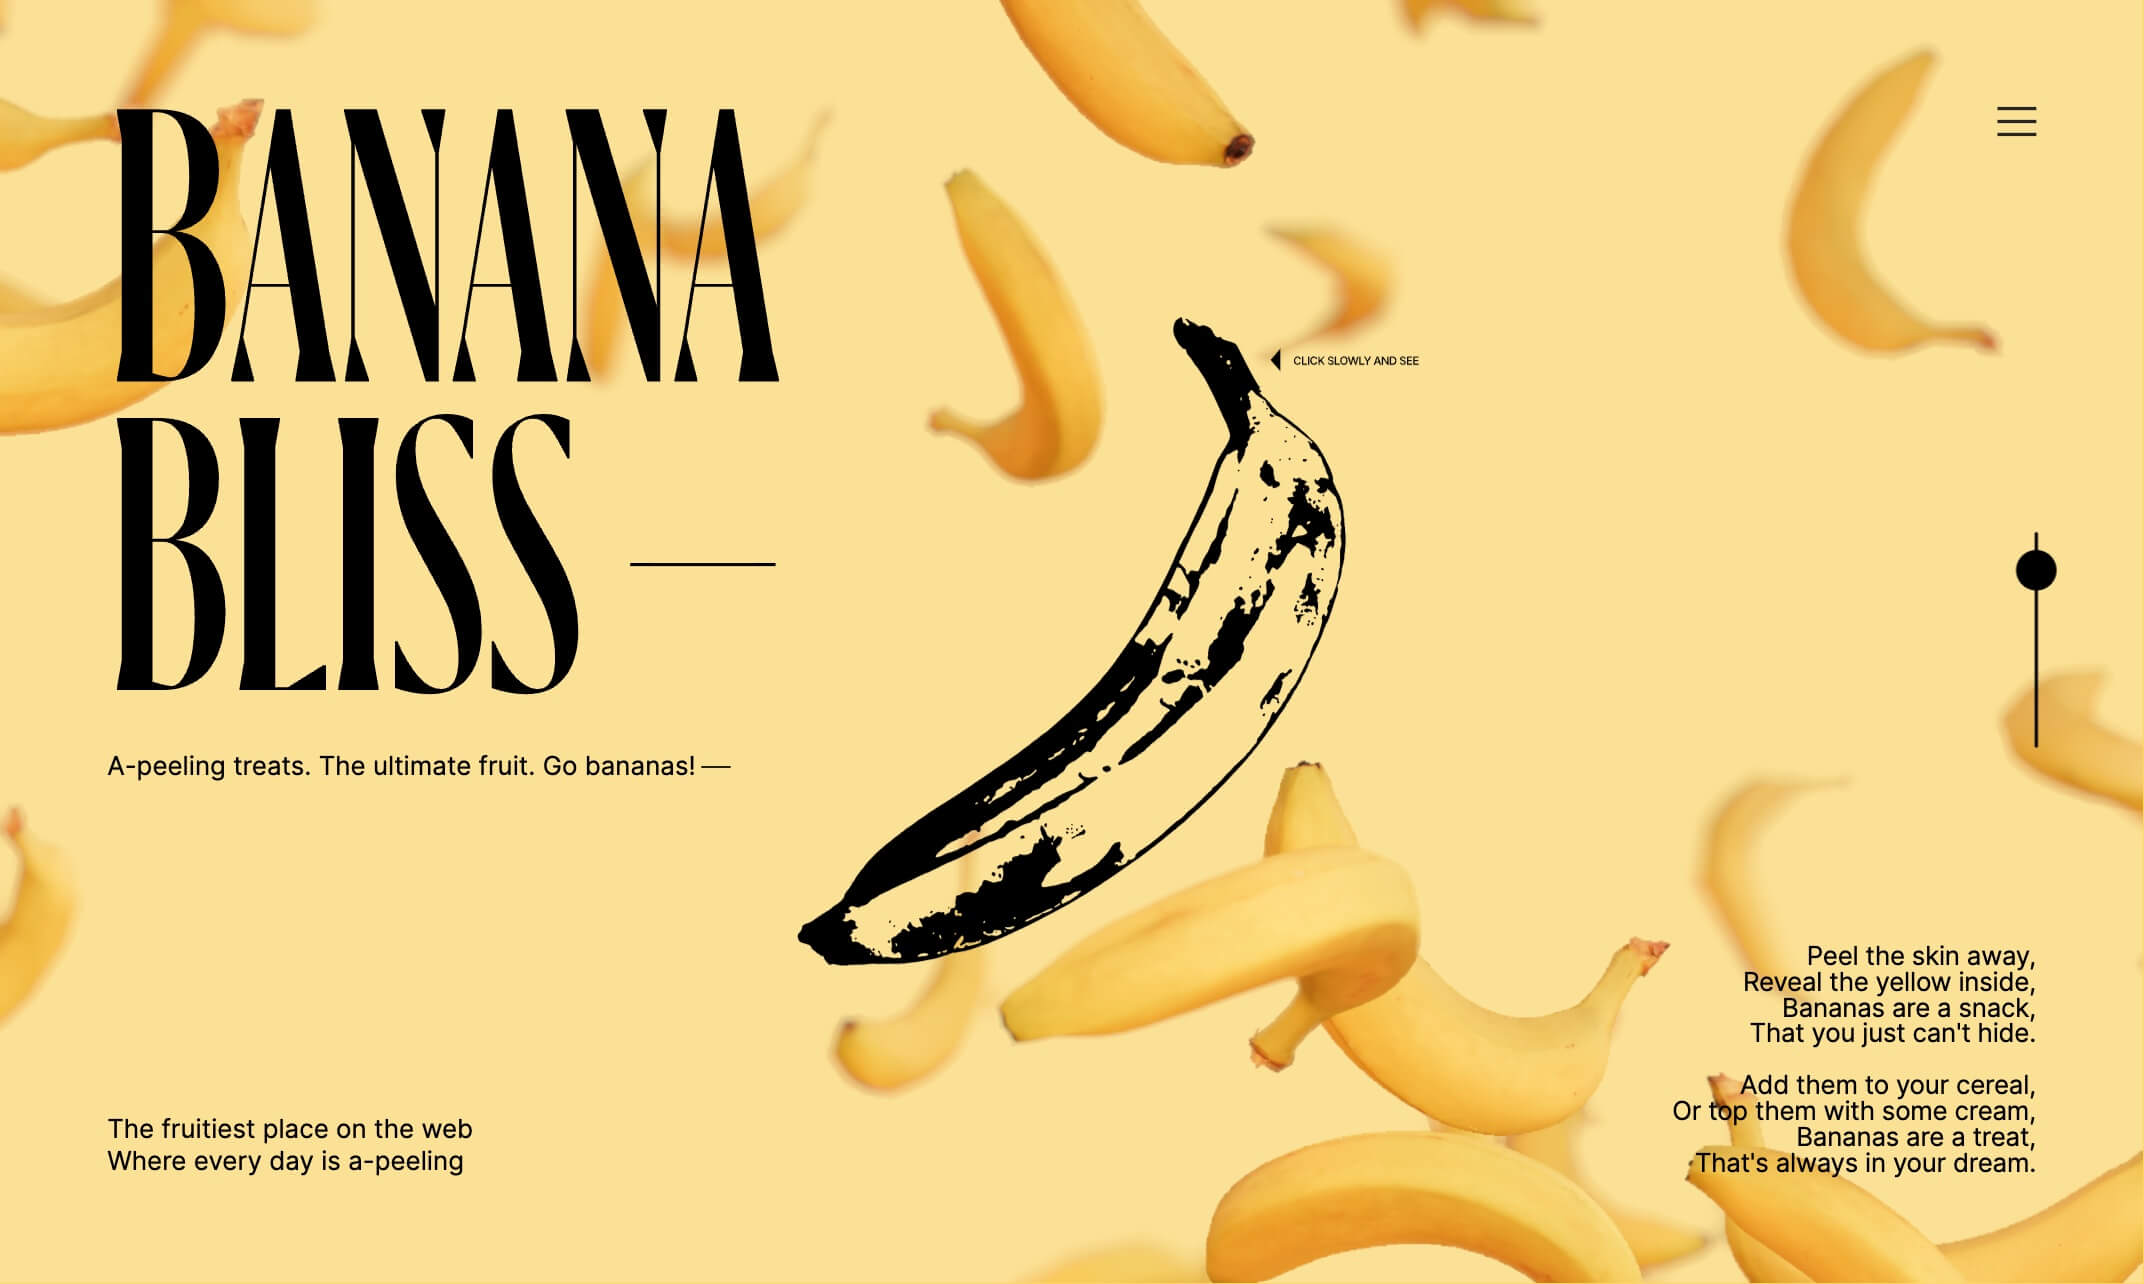 BANANA
BLISS
CLICK SLOWLY AND SEE
A-peeling treats. The ultimate fruit. Go bananas!
Peel the skin away,
Reveal the yellow inside,
Bananas are a snack,
That you just can't hide.
Add them to your cereal,
Or top them with some cream,
Bananas are a treat,
That's always in your dream.
The fruitiest place on the web
Where every day is a-peeling